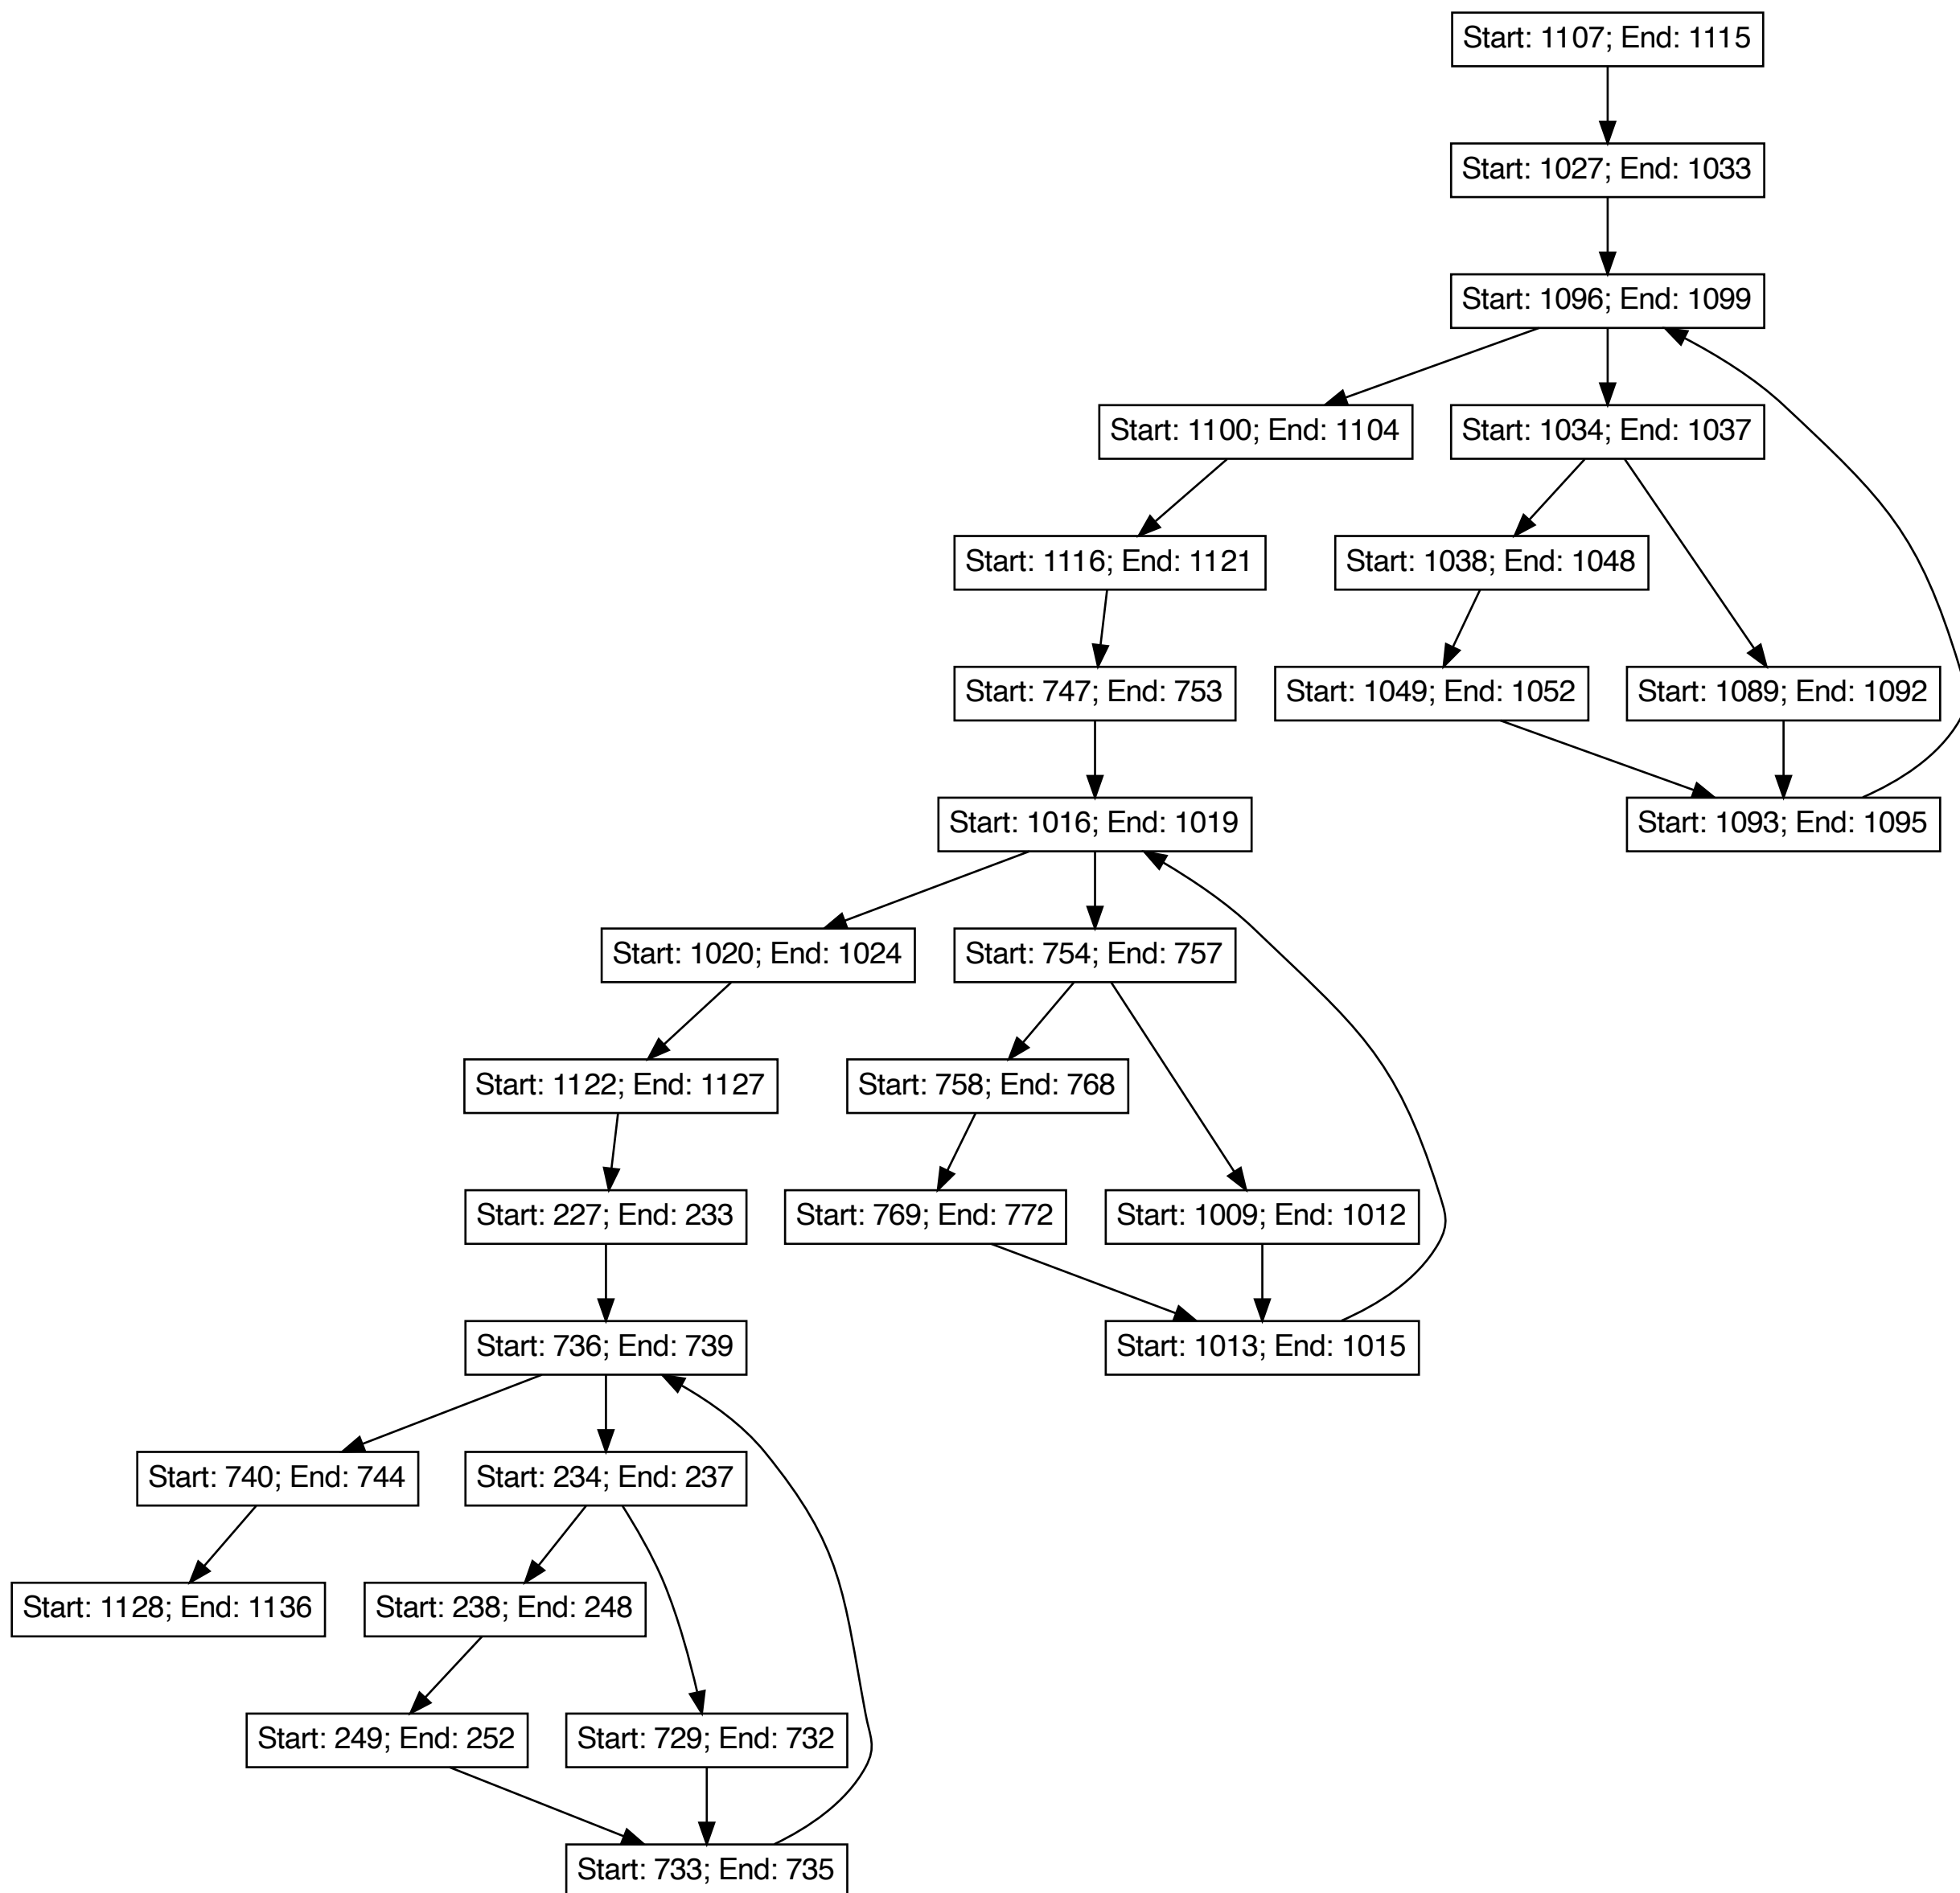 Start: 1107; End: 1115
Start: 1027; End: 1033
Start: 1096; End: 1099
Start: 1100; End: 1104
Start: 1034; End: 1037
Start: 1116; End: 1121
Start: 1038; End: 1048
Start: 747; End: 753
Start: 1049; End: 1052
Start: 1089; End: 1092
Start: 1016; End: 1019
Start: 1093; End: 1095
Start: 1020; End: 1024
Start: 754; End: 757
Start: 1122; End: 1127
Start: 758; End: 768
Start: 227; End: 233
Start: 769; End: 772
Start: 1009; End: 1012
Start: 736; End: 739
Start: 1013; End: 1015
Start: 740; End: 744
Start: 234; End: 237
Start: 1128; End: 1136
Start: 238; End: 248
Start: 249; End: 252
Start: 729; End: 732
Start: 733; End: 735